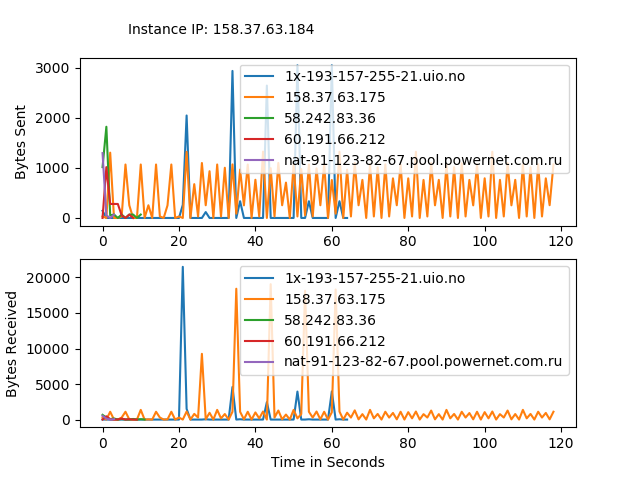 Instance IP: 158.37.63.184
Bytes Sent
3000
2000
1000
0
1x-193-157-255-21.uio.no
158.37.63.175
58.242.83.36
60.191.66.212
nat-91-123-82-67.pool.powernet.com.ru
0 20 40 60 80 100 120
Bytes Received
20000
15000
10000
5000
0
1x-193-157-255-21.uio.no
158.37.63.175
58.242.83.36
60.191.66.212
nat-91-123-82-67.pool.powernet.com.ru
0 20 40 60 80 100 120
Time in Seconds